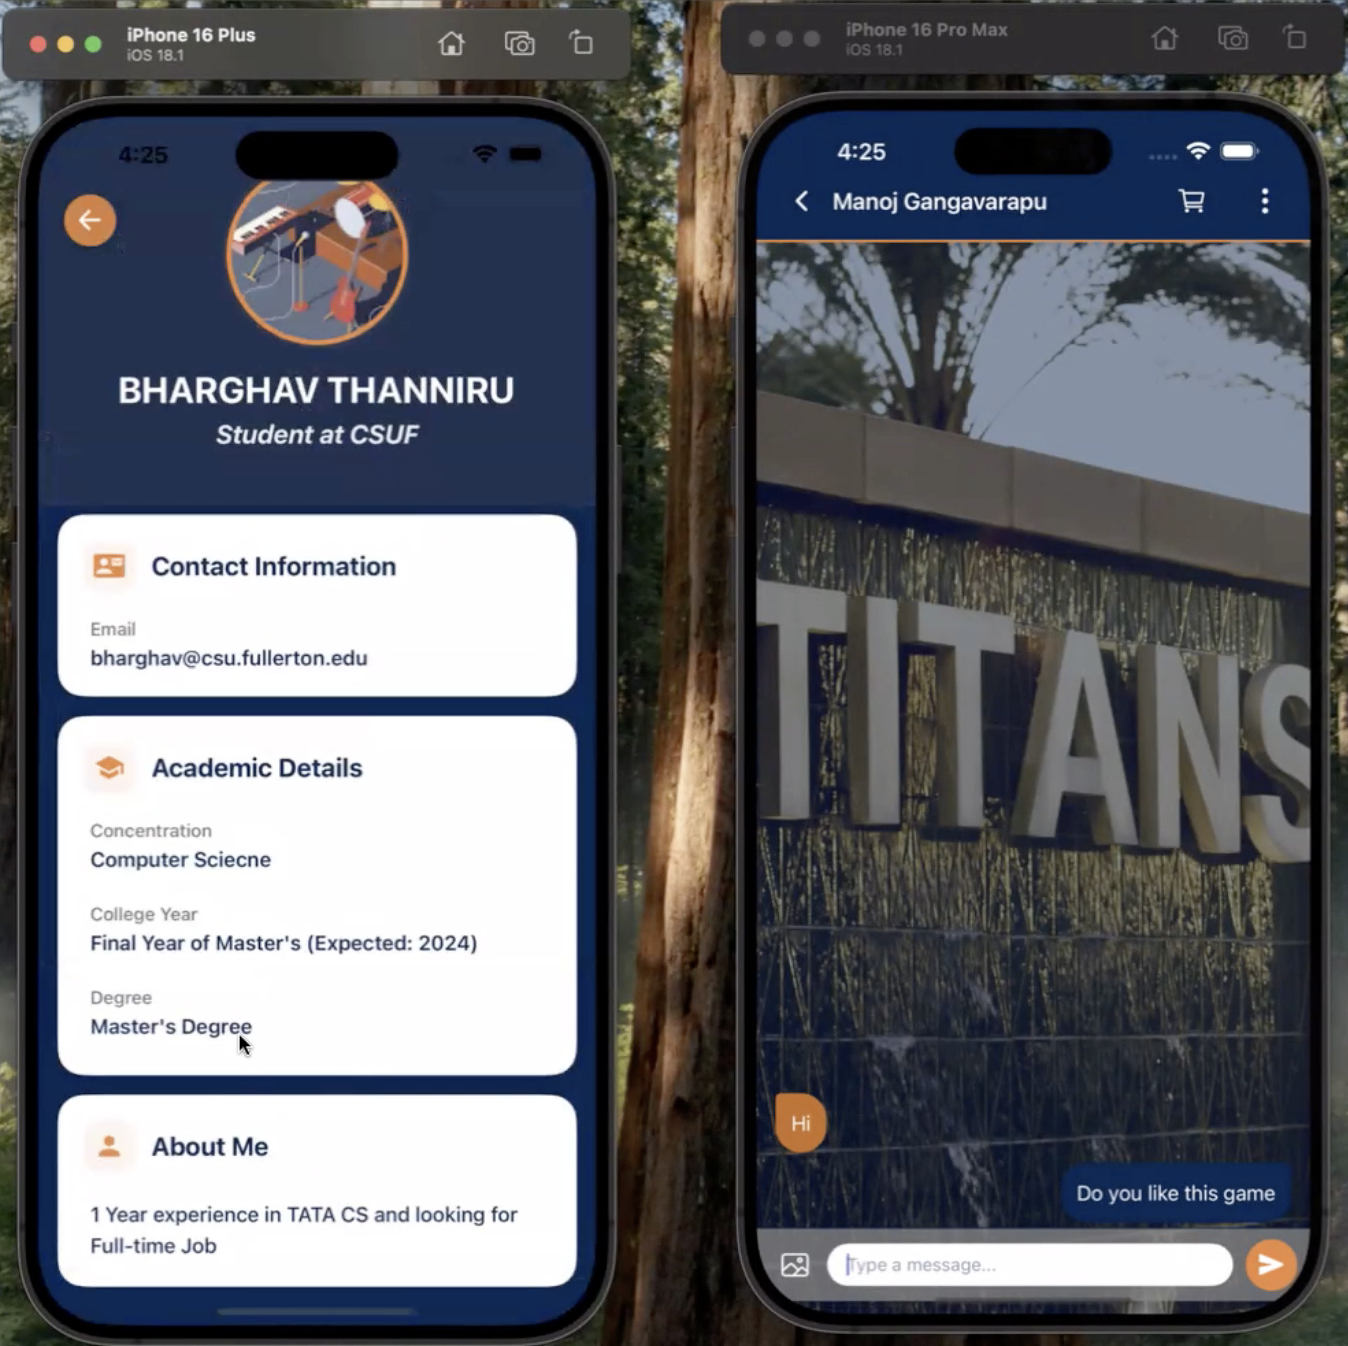 iPhone 16 Plus
iOS 18.1
4:25
BHARGHAV THANNIRU
Student at CSUF
Contact Information
Email
bharghav@csu.fullerton.edu
Academic Details
Concentration
Computer Sciecne
College Year
Final Year of Master's (Expected: 2024)
Degree
Master's Degree
About Me
1 Year experience in TATA CS and looking for
Full-time Job
iPhone 16 Pro Max
iOS 18.1
4:25
Manoj Gangavarapu
TITANS
Hi
Do you like this game
Type a message...